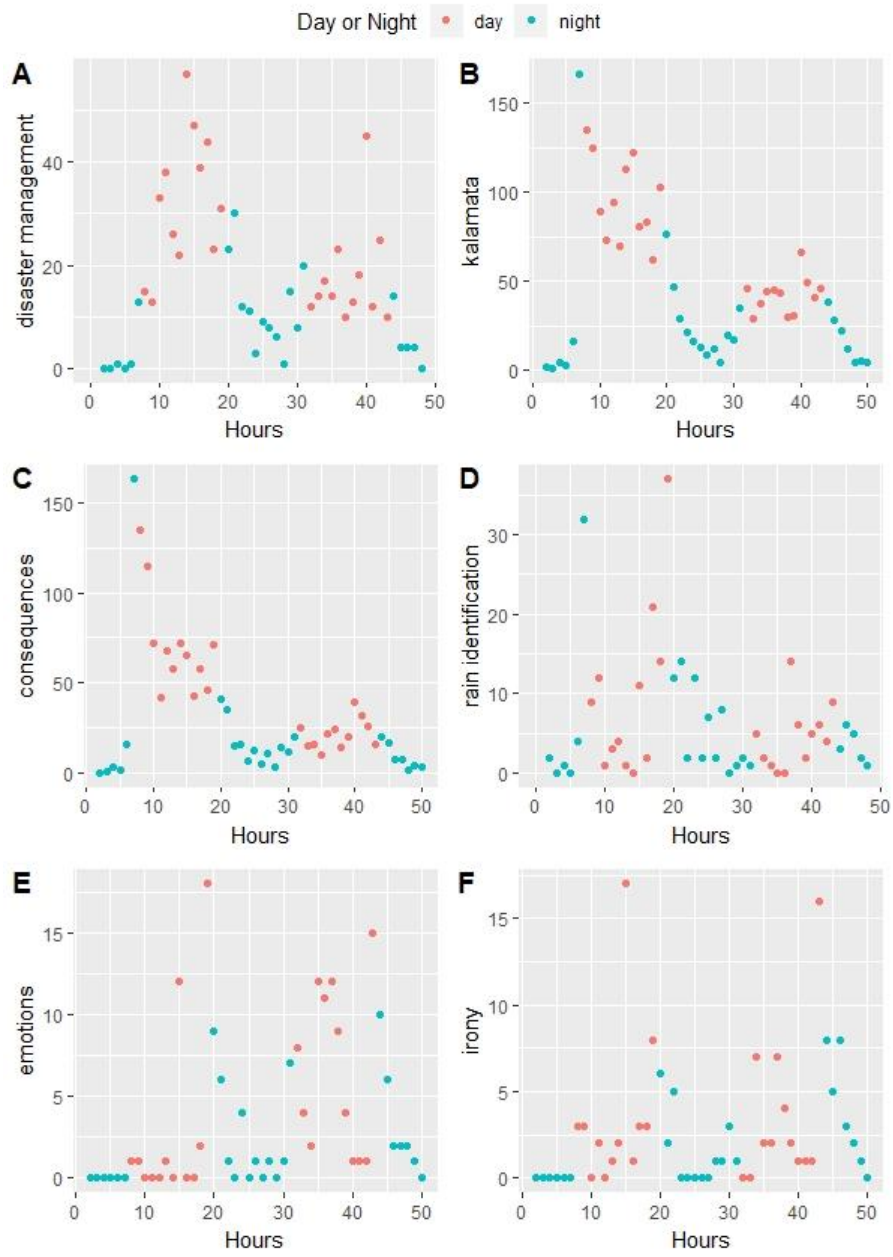 Day or Night day night
A
disaster management
40
20
0
0 10 20 30 40 50
Hours
B
kalamata
150
100
50
0
0 10 20 30 40 50
Hours
C
consequences
150
100
50
0
0 10 20 30 40 50
Hours
D
rain identification
30
20
10
0
0 10 20 30 40 50
Hours
E
emotions
15
10
5
0
0 10 20 30 40 50
Hours
F
irony
15
10
5
0
0 10 20 30 40 50
Hours